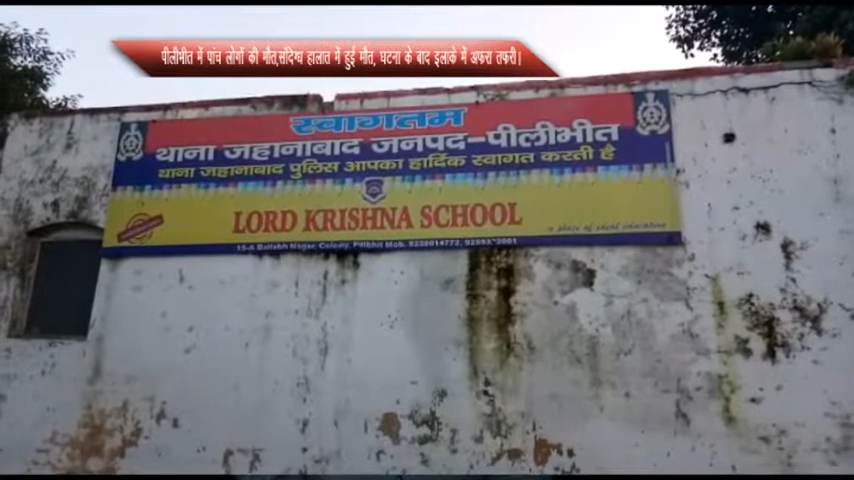 पीलीभीत में पांच लोगों की मौत,संदिग्ध हालात में हुई मौत, घटना के बाद इलाके में अफरा तफरी।
स्वागतम
थाना जहानाबाद जनपद-पीलीभीत
थाना जहानाबाद पुलिस आपका हार्दिक स्वागत करती है
LORD KRISHNA SCHOOL
15-A Ballabh Nagar Colony, Pilibhit Mob.